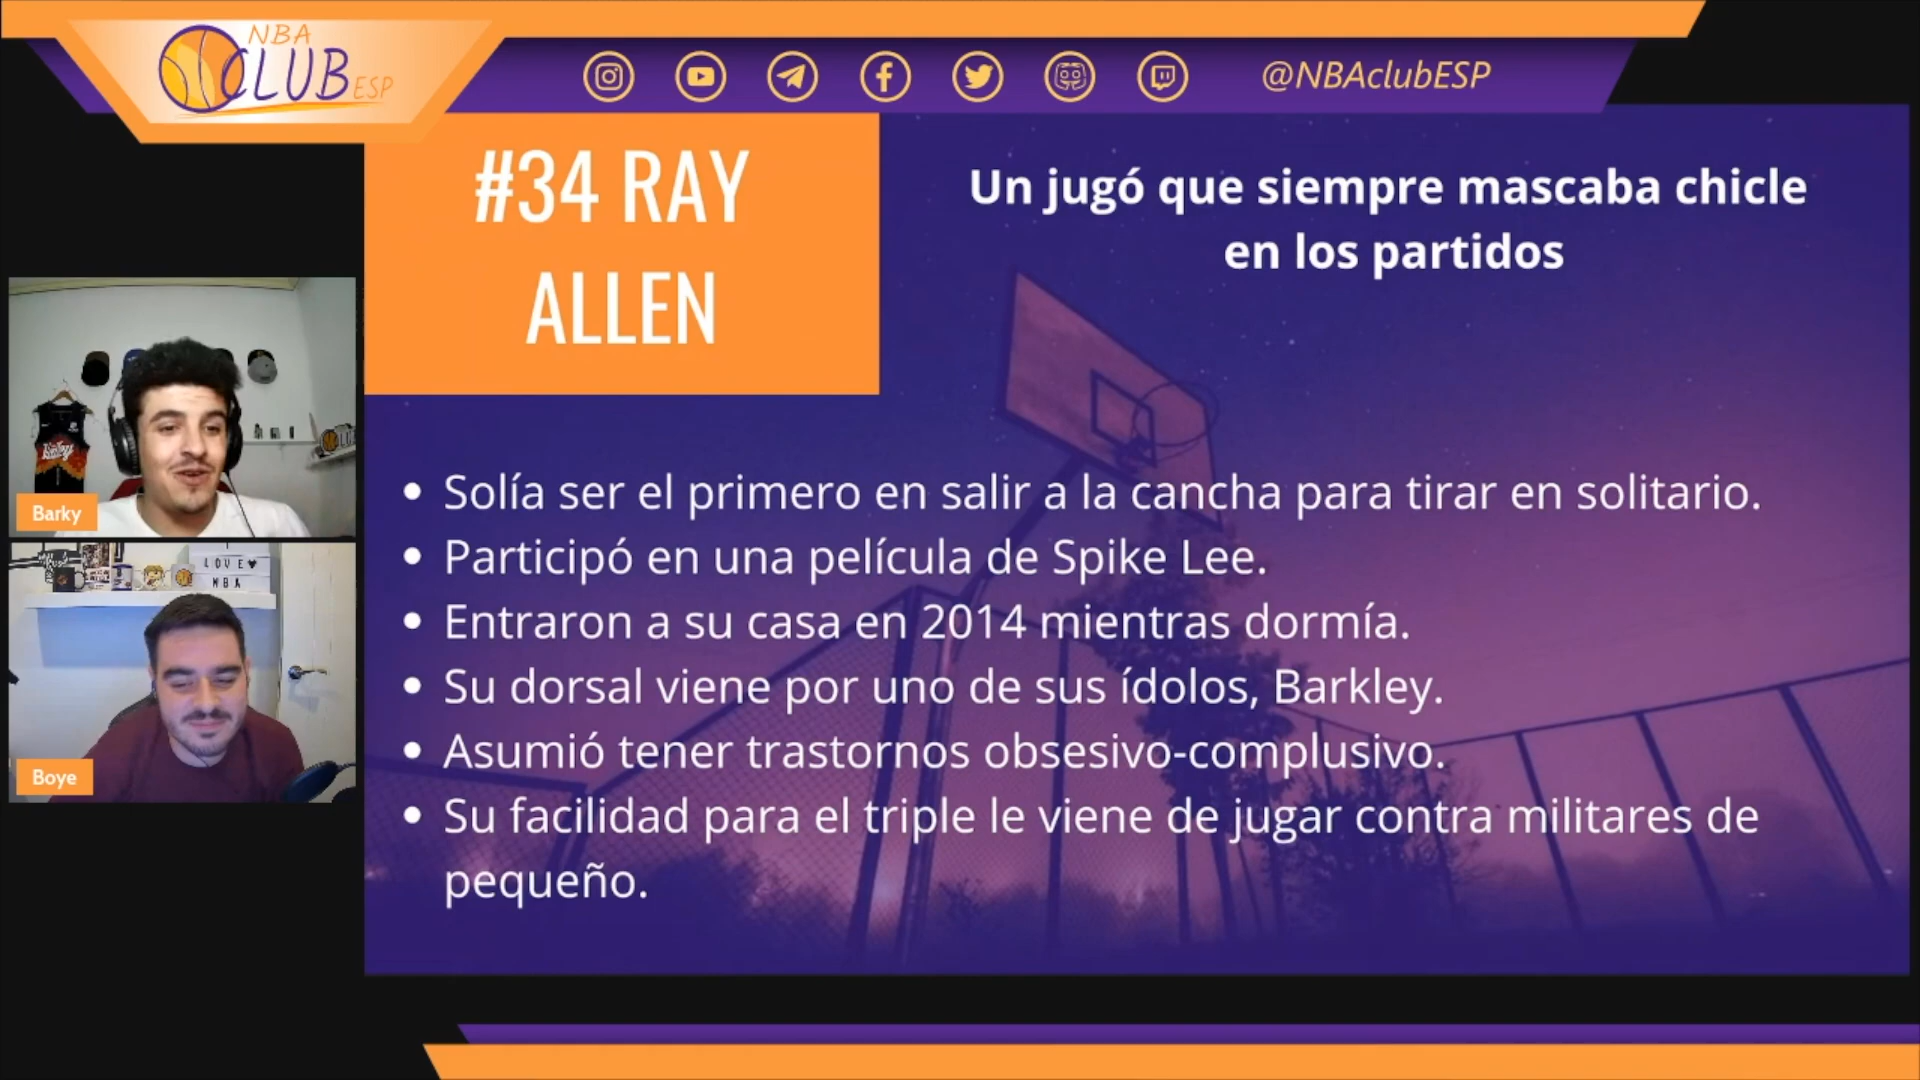 NBA
CLUB ESP
@NBAclubESP
#34 RAY
ALLEN
Un jugó que siempre mascaba chicle
en los partidos
Barky
LOVE♥
NBA
Boye
• Solía ser el primero en salir a la cancha para tirar en solitario.
• Participó en una película de Spike Lee.
• Entraron a su casa en 2014 mientras dormía.
• Su dorsal viene por uno de sus ídolos, Barkley.
• Asumió tener trastornos obsesivo-complusivo.
• Su facilidad para el triple le viene de jugar contra militares de
pequeño.